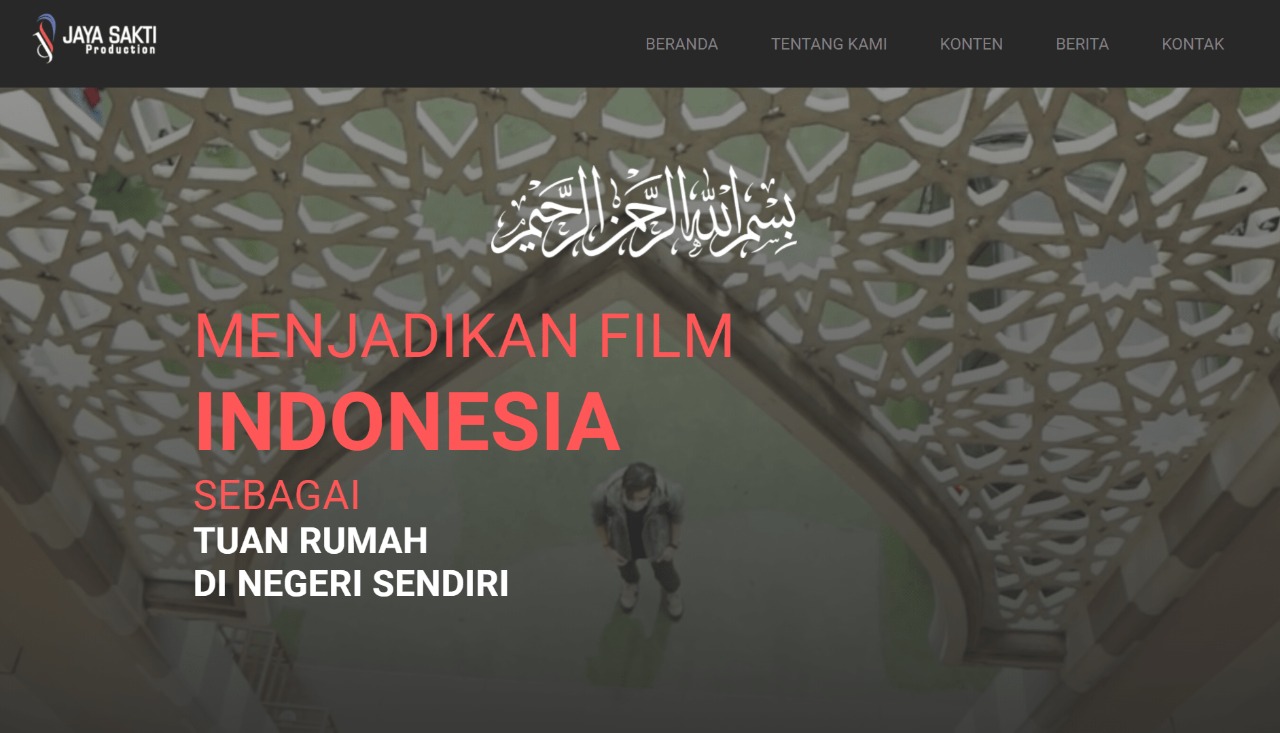 JAYA SAKTI
Production
BERANDA TENTANG KAMI KONTEN BERITA KONTAK
بسم الله الرحمن الرحيم
MENJADIKAN FILM
INDONESIA
SEBAGAI
TUAN RUMAH
DI NEGERI SENDIRI